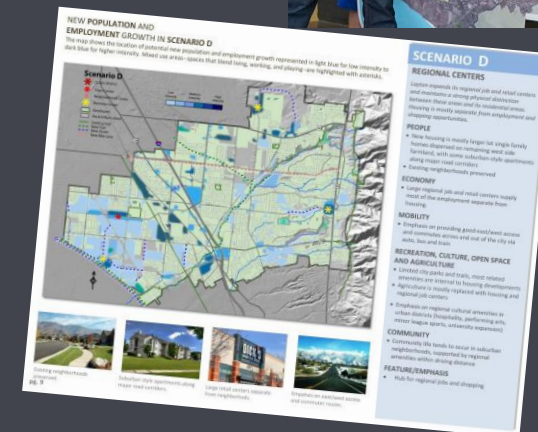 NEW POPULATION AND
EMPLOYMENT GROWTH IN SCENARIO D
The map shows the location of potential new population and employment growth represented in light blue for low intensity to
dark blue for higher intensity. Mixed use areas–spaces that blend living, working, and playing–are highlighted with asterisks.
Scenario D
Existing neighborhoods
preserved.
Suburban style apartments along
major road corridors.
Large retail centers separate
from neighborhoods.
Emphasis on east/west access
and commuter routes.
pg. 9
SCENARIO D
REGIONAL CENTERS
Layton expands its regional job and retail centers
and maintains a strong physical distinction
between these areas and its residential areas.
Housing is mostly separate from employment and
shopping opportunities.
PEOPLE
• New housing is mostly larger lot single family
homes dispersed on remaining west side
farmland, with some suburban-style apartments
along major road corridors
• Existing neighborhoods preserved
ECONOMY
• Large regional job and retail centers supply
most of the employment separate from
housing.
MOBILITY
• Emphasis on providing good east/west access
and commutes across and out of the city via
auto, bus and train
RECREATION, CULTURE, OPEN SPACE
AND AGRICULTURE
• Limited city parks and trails, most related
amenities are internal to housing developments
• Agriculture is mostly replaced with housing and
regional job centers
• Emphasis on regional cultural amenities in
urban districts (hospitality, performing arts,
minor league sports, university expansion)
COMMUNITY
• Community life tends to occur in suburban
neighborhoods, supported by regional
amenities within driving distance
FEATURE/EMPHASIS
• Hub for regional jobs and shopping